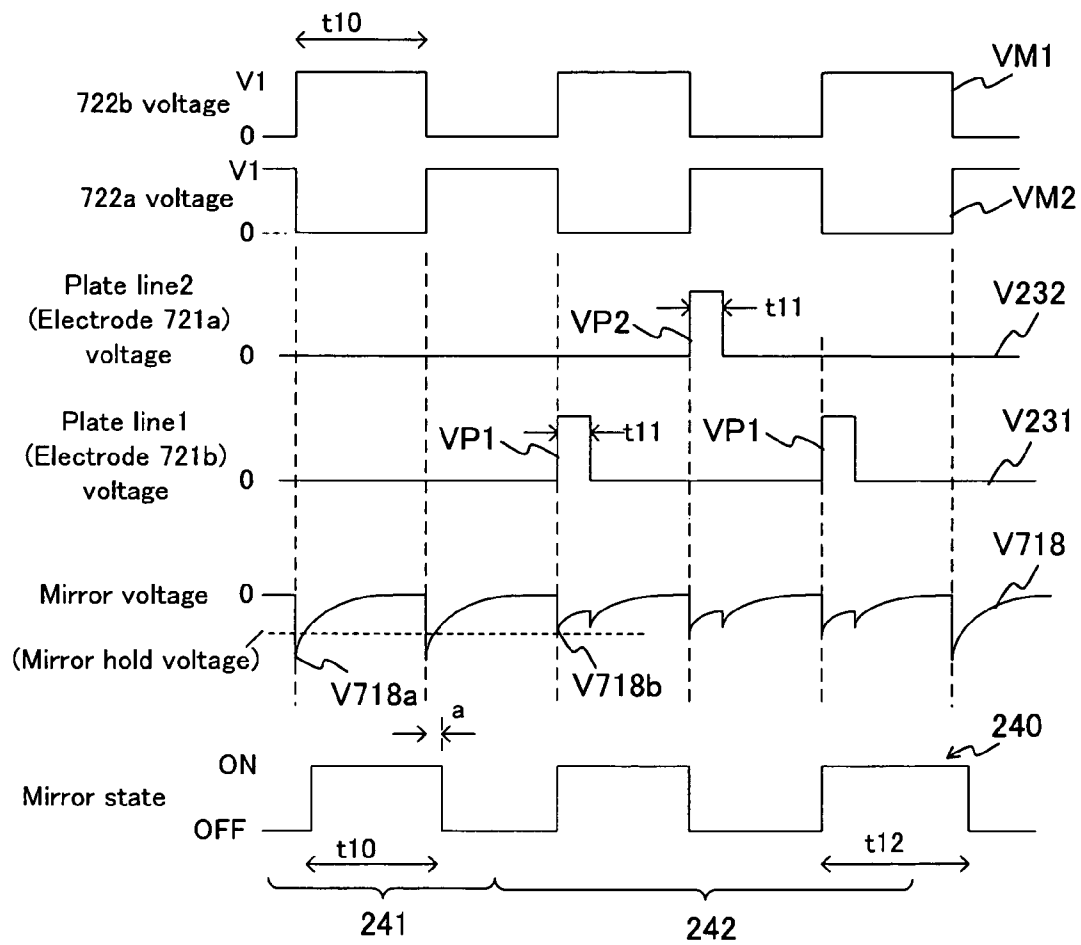 t10
V1
722b voltage
0
VM1
V1
722a voltage
0
VM2
Plate line2
(Electrode 721a)
voltage
0
VP2
t11
V232
Plate line1
(Electrode 721b)
voltage
0
VP1
t11
VP1
V231
Mirror voltage
0
V718
(Mirror hold voltage)
V718a
V718b
a
240
ON
Mirror state
OFF
t10
t12
241
242